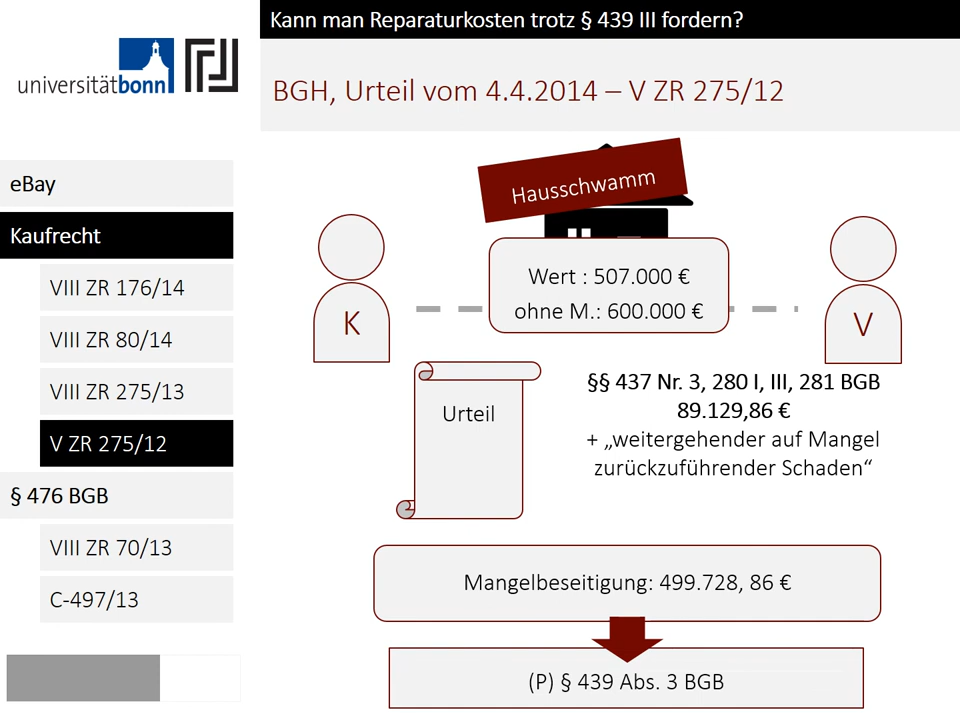 Kann man Reparaturkosten trotz § 439 III fordern?
universitätbonn
BGH, Urteil vom 4.4.2014 – V ZR 275/12
eBay
Kaufrecht
VIII ZR 176/14
VIII ZR 80/14
VIII ZR 275/13
V ZR 275/12
§ 476 BGB
VIII ZR 70/13
C-497/13
Hausschwamm
Wert : 507.000 €
ohne M.: 600.000 €
K
V
Urteil
§§ 437 Nr. 3, 280 I, III, 281 BGB
89.129,86 €
+ „weitergehender auf Mangel
zurückzuführender Schaden“
Mangelbeseitigung: 499.728, 86 €
(P) § 439 Abs. 3 BGB